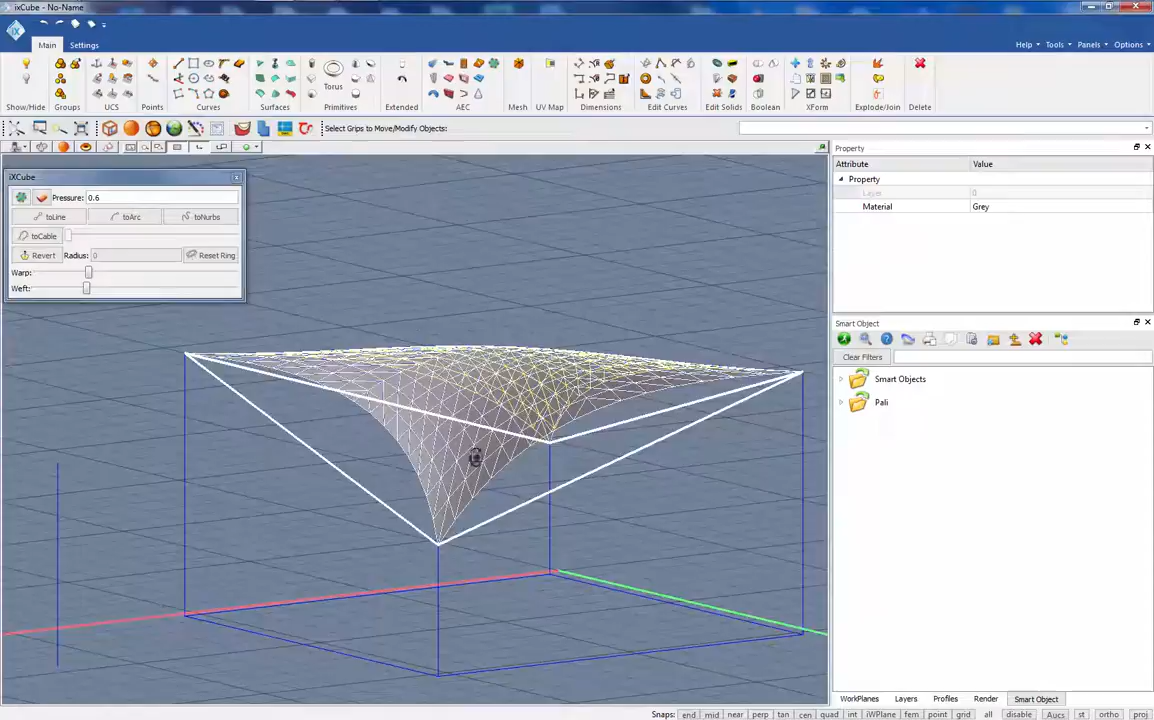 ixCube - No-Name
Main Settings
Help Tools Panels Options
Torus
Show/Hide Groups UCS Points Curves Surfaces Primitives Extended AEC Mesh UV Map Dimensions Edit Curves Edit Solids Boolean XForm Explode/Join Delete
Select Grips to Move/Modify Objects:
iXCube
Pressure: 0.6
toLine toArc toNurbs
toCable
Revert Radius: 0 Reset Ring
Warp:
Weft:
Property
Attribute Value
Property
Layer 0
Material Grey
Smart Object
Clear Filters
Smart Objects
Pali
WorkPlanes Layers Profiles Render Smart Object
Snaps: end mid near perp tan cen quad int iWPlane fem point grid all disable Aucs st ortho proj